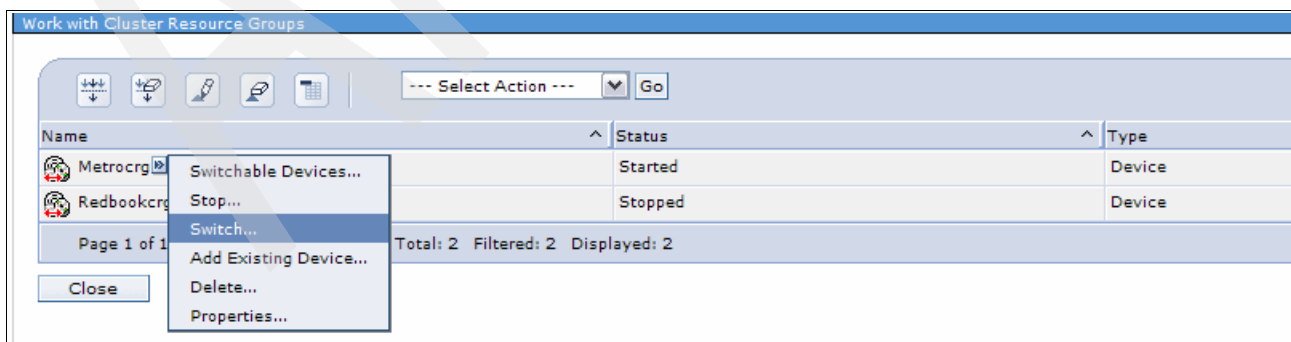 Work with Cluster Resource Groups
--- Select Action --- Go
Name Status Type
Metrocrg Started Device
Redbookcrg Stopped Device
Page 1 of 1 Total: 2 Filtered: 2 Displayed: 2
Switchable Devices...
Stop...
Switch...
Add Existing Device...
Delete...
Properties...
Close